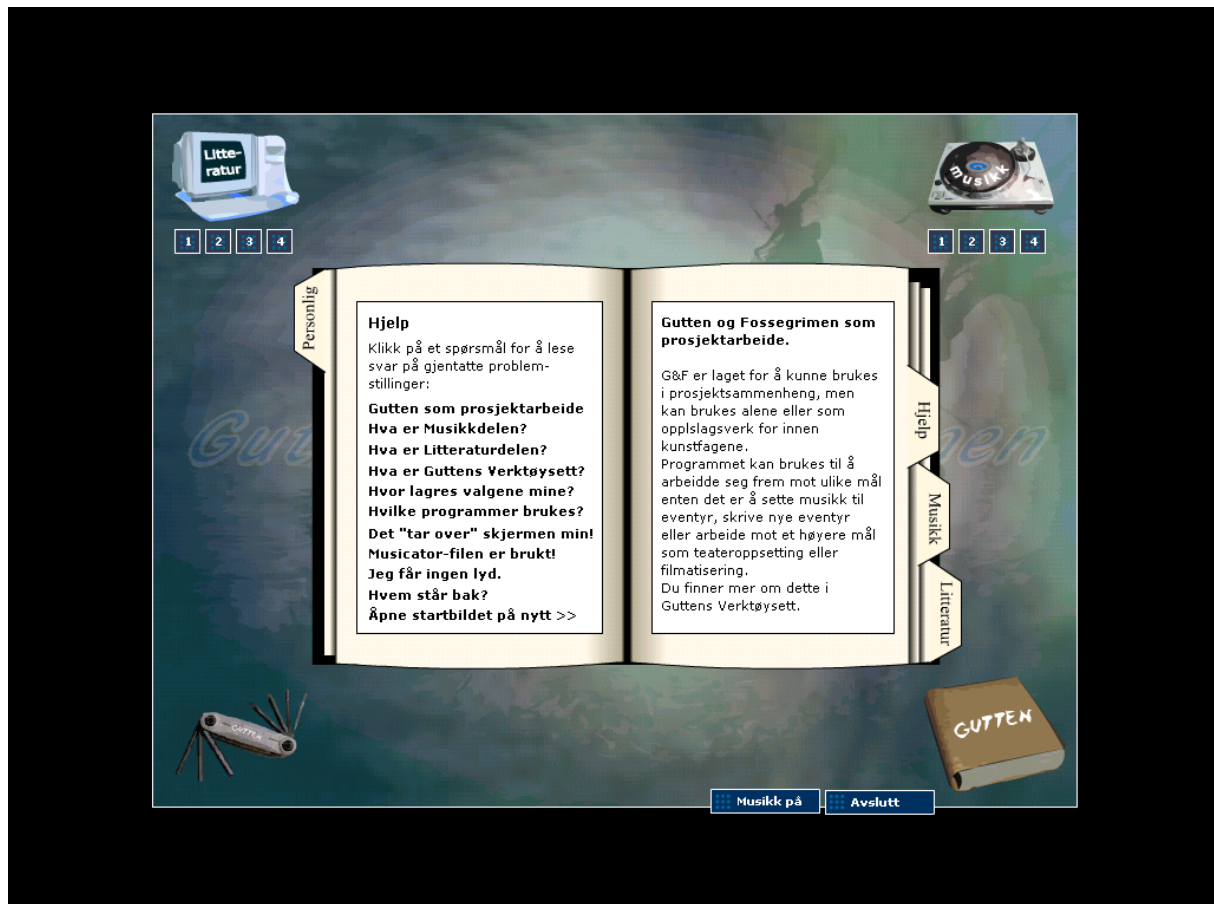 Litte-
ratur
1 2 3 4
musikk
1 2 3 4
Personlig
Hjelp
Klikk på et spørsmål for å lese
svar på gjentatte problem-
stillinger:
Gutten som prosjektarbeide
Hva er Musikkdelen?
Hva er Litteraturdelen?
Hva er Guttens Verktøysett?
Hvor lagres valgene mine?
Hvilke programmer brukes?
Det "tar over" skjermen min!
Musicator-filen er brukt!
Jeg får ingen lyd.
Hvem står bak?
Åpne startbildet på nytt >>
Gutten og Fossegrimen som
prosjektarbeide.
G&F er laget for å kunne brukes
i prosjektsammenheng, men
kan brukes alene eller som
opplslagsverk for innen
kunstfagene.
Programmet kan brukes til å
arbeidde seg frem mot ulike mål
enten det er å sette musikk til
eventyr, skrive nye eventyr
eller arbeide mot et høyere mål
som teateroppsetting eller
filmatisering.
Du finner mer om dette i
Guttens Verktøysett.
Hjelp
Musikk
Litteratur
GUTTEN
GUTTEN
Musikk på
Avslutt